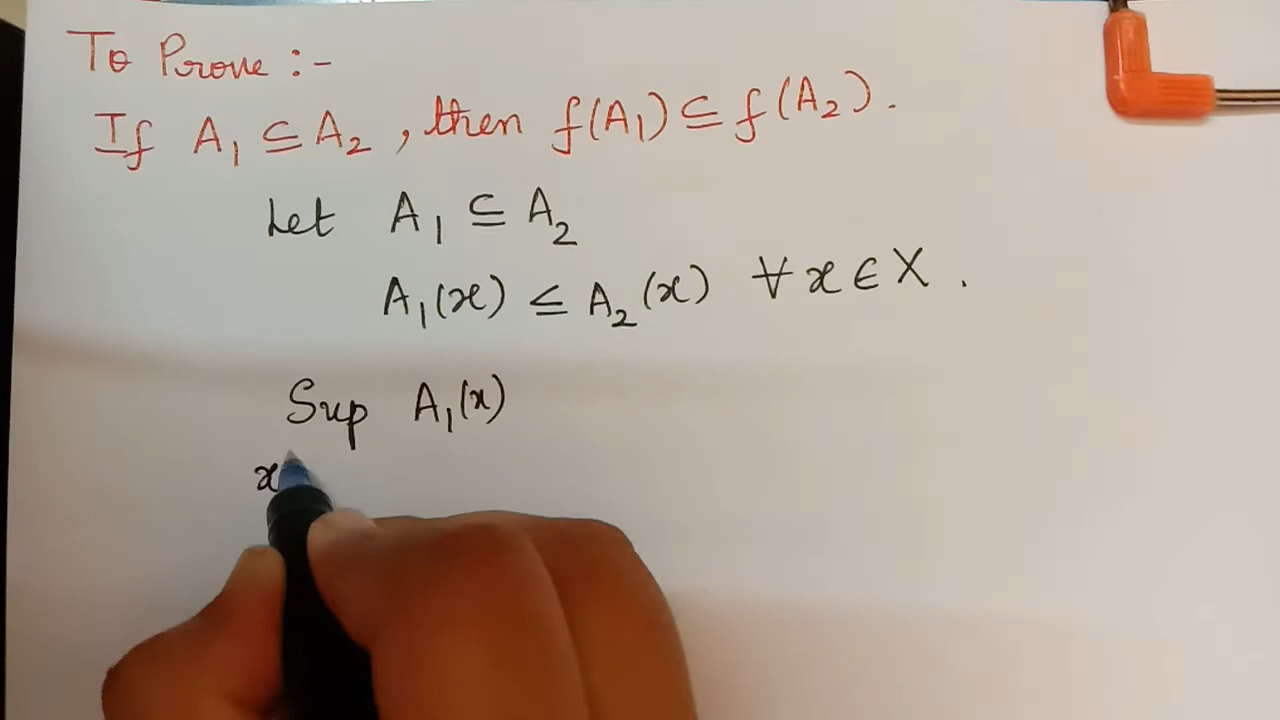 To Prove :-
If A₁ ⊆ A₂, then f(A₁) ⊆ f(A₂).
Let A₁ ⊆ A₂
A₁(x) ≤ A₂(x) ∀ x ∈ X.
Sup A₁(x)
x